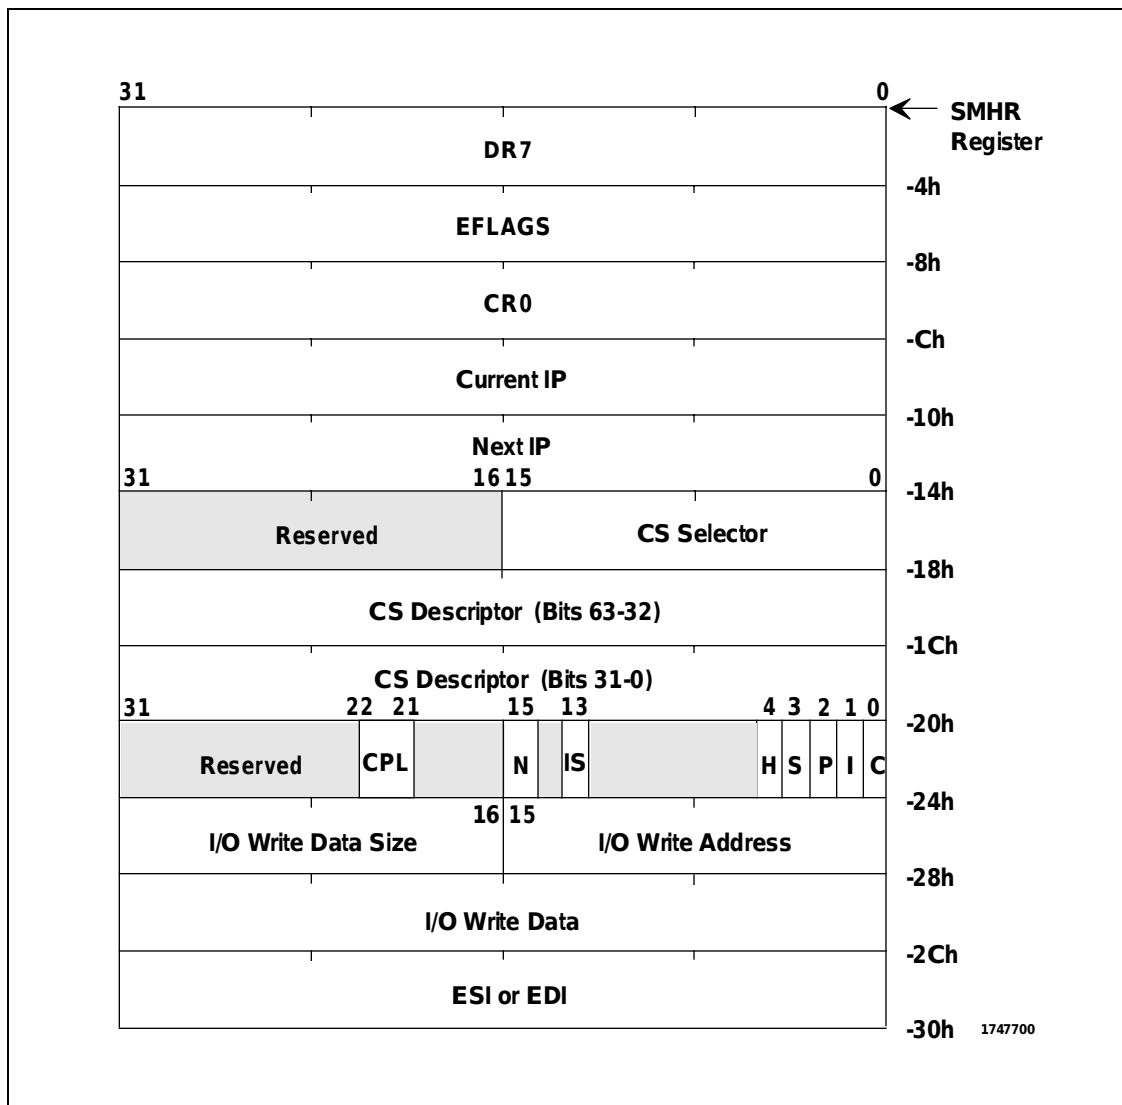 31 0
SMHR
Register
DR7
-4h
EFLAGS
-8h
CR0
-Ch
Current IP
-10h
Next IP
31 16 15 0
-14h
Reserved CS Selector
-18h
CS Descriptor (Bits 63-32)
-1Ch
CS Descriptor (Bits 31-0)
31 22 21 15 13 4 3 2 1 0
-20h
Reserved CPL N IS H S P I C
-24h
16 15
I/O Write Data Size I/O Write Address
-28h
I/O Write Data
-2Ch
ESI or EDI
-30h 1747700